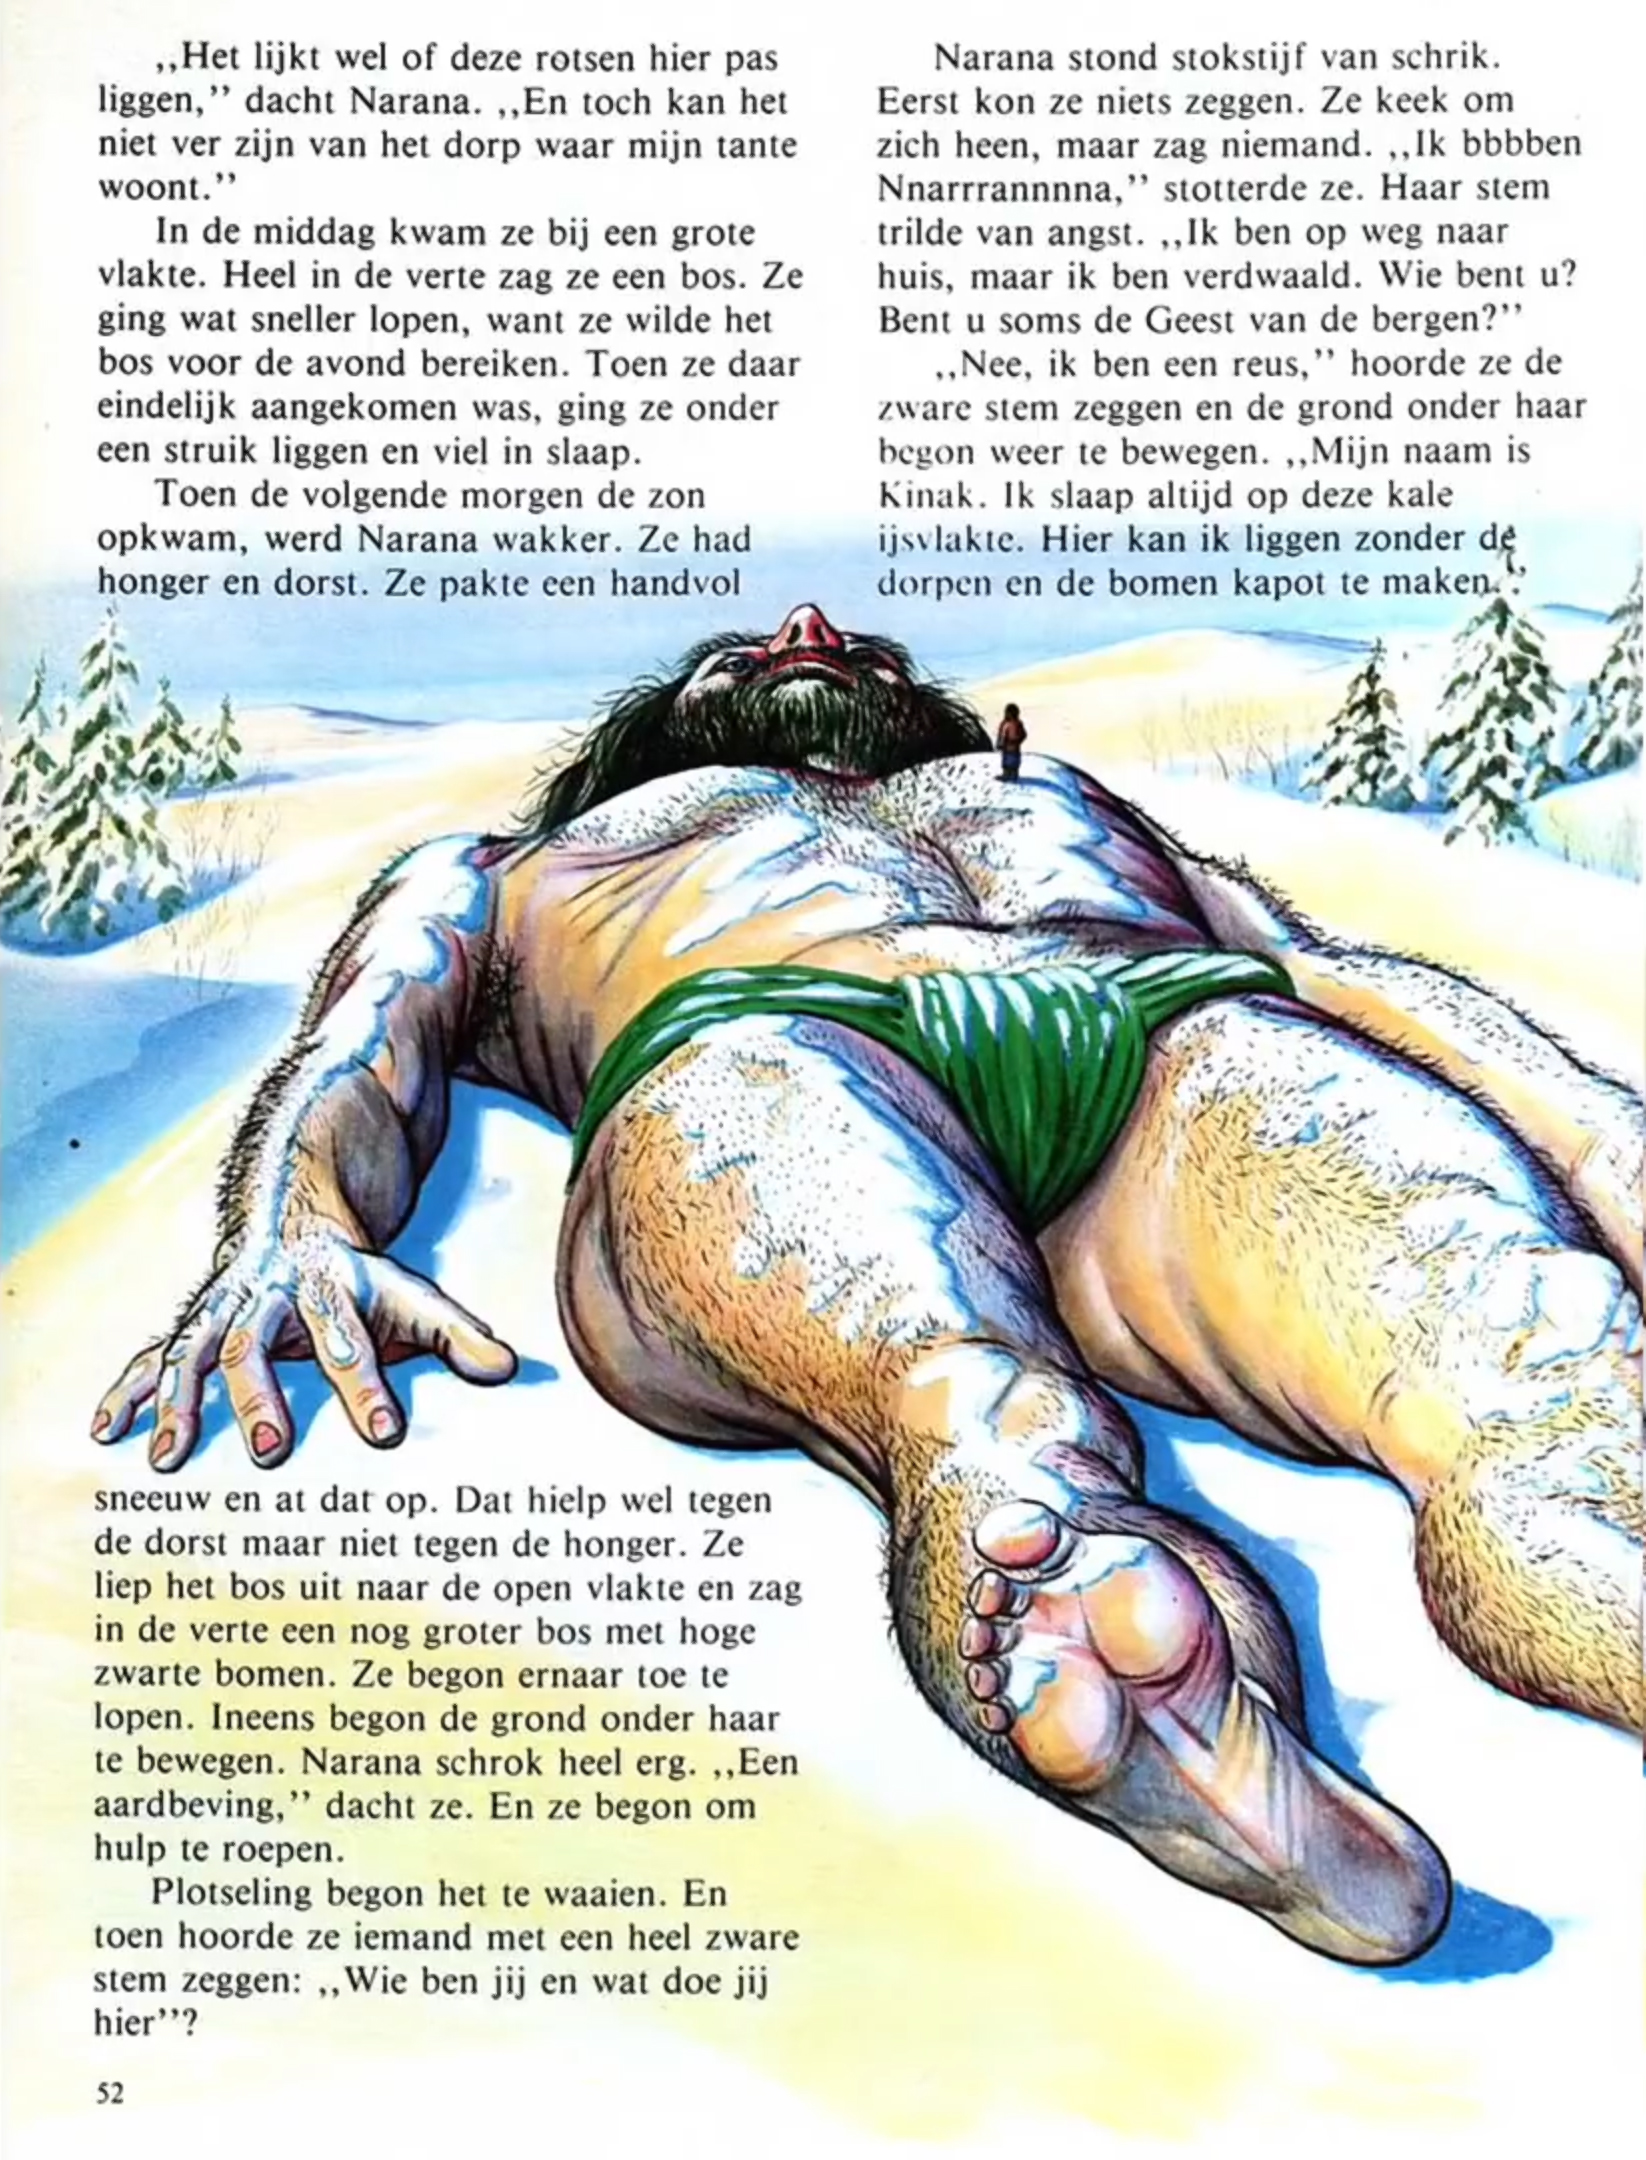 ,,Het lijkt wel of deze rotsen hier pas
liggen,” dacht Narana. ,,En toch kan het
niet ver zijn van het dorp waar mijn tante
woont.”
In de middag kwam ze bij een grote
vlakte. Heel in de verte zag ze een bos. Ze
ging wat sneller lopen, want ze wilde het
bos voor de avond bereiken. Toen ze daar
eindelijk aangekomen was, ging ze onder
een struik liggen en viel in slaap.
Toen de volgende morgen de zon
opkwam, werd Narana wakker. Ze had
honger en dorst. Ze pakte een handvol
sneeuw en at dat op. Dat hielp wel tegen
de dorst maar niet tegen de honger. Ze
liep het bos uit naar de open vlakte en zag
in de verte een nog groter bos met hoge
zwarte bomen. Ze begon ernaar toe te
lopen. Ineens begon de grond onder haar
te bewegen. Narana schrok heel erg. ,,Een
aardbeving,” dacht ze. En ze begon om
hulp te roepen.
Plotseling begon het te waaien. En
toen hoorde ze iemand met een heel zware
stem zeggen: ,,Wie ben jij en wat doe jij
hier”?
Narana stond stokstijf van schrik.
Eerst kon ze niets zeggen. Ze keek om
zich heen, maar zag niemand. ,,Ik bbbben
Nnarrrannnna,” stotterde ze. Haar stem
trilde van angst. ,,Ik ben op weg naar
huis, maar ik ben verdwaald. Wie bent u?
Bent u soms de Geest van de bergen?”
,,Nee, ik ben een reus,” hoorde ze de
zware stem zeggen en de grond onder haar
begon weer te bewegen. ,,Mijn naam is
Kinak. Ik slaap altijd op deze kale
ijsvlakte. Hier kan ik liggen zonder de
dorpen en de bomen kapot te maken.”
52